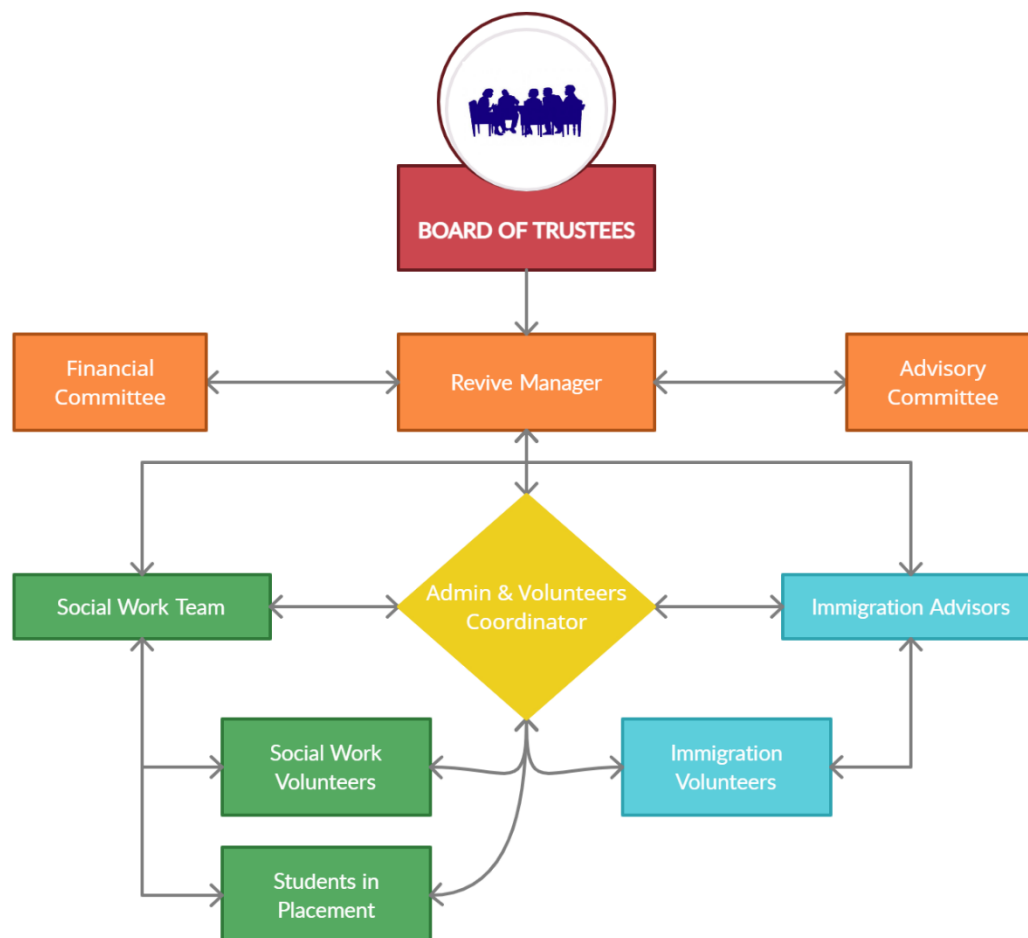 BOARD OF TRUSTEES
Financial
Committee
Revive Manager
Advisory
Committee
Social Work Team
Admin & Volunteers
Coordinator
Immigration Advisors
Social Work
Volunteers
Immigration
Volunteers
Students in
Placement